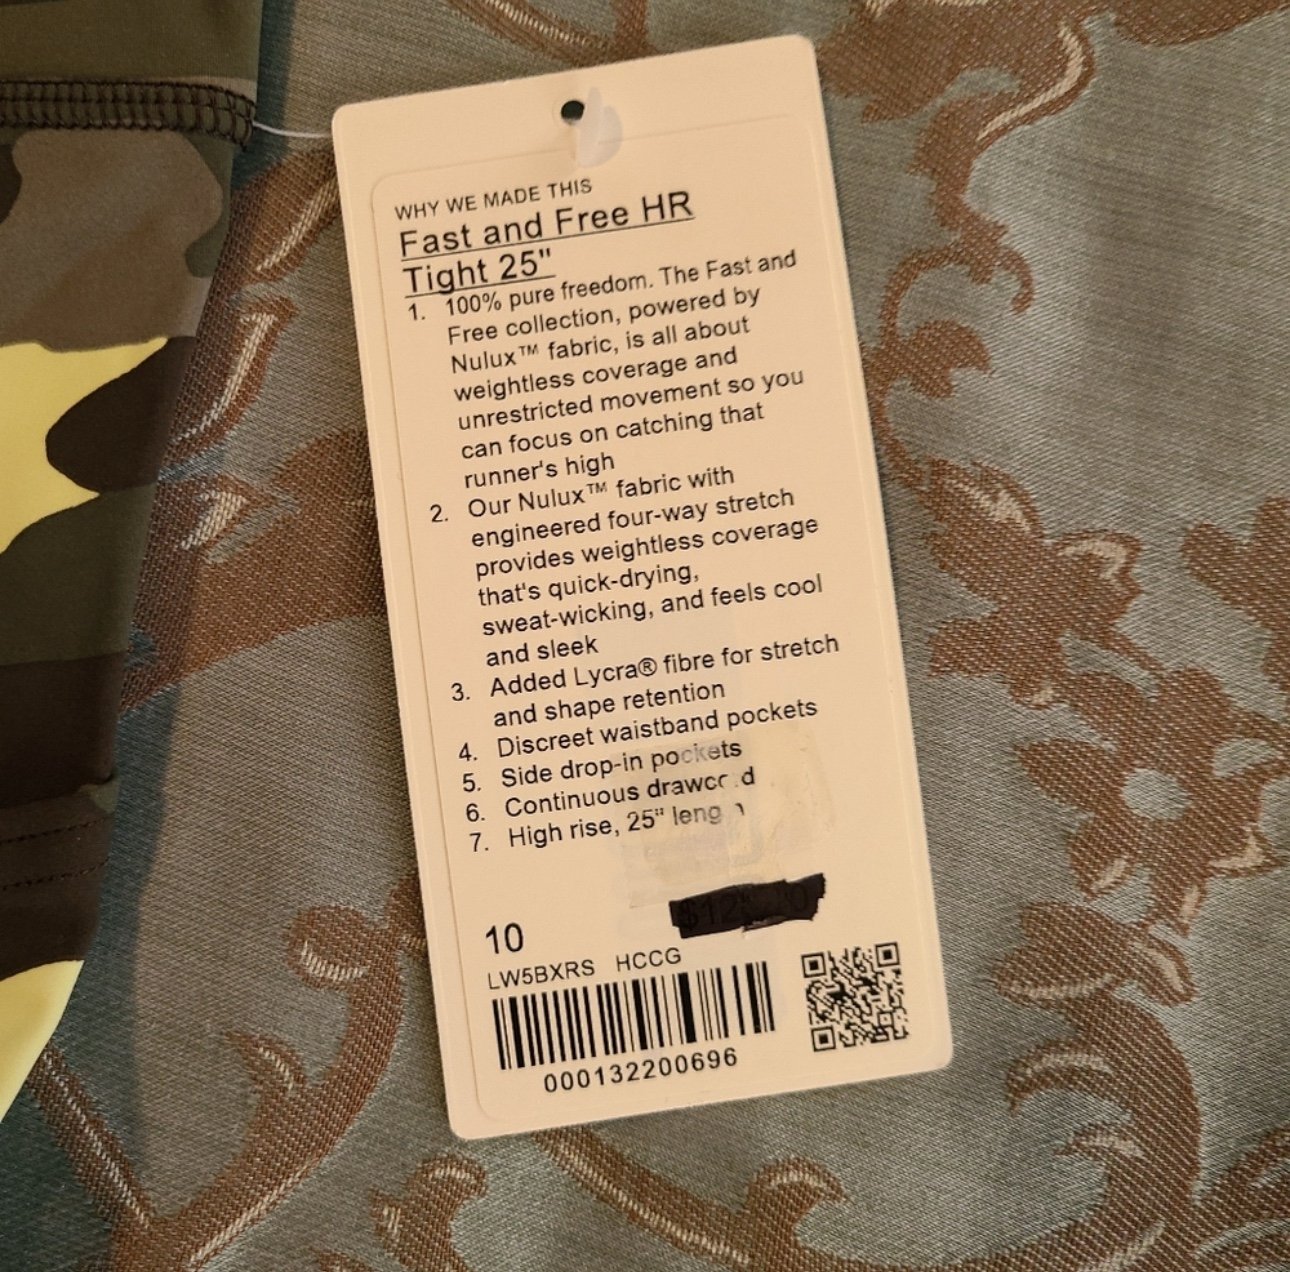 WHY WE MADE THIS
Fast and Free HR
Tight 25"
1. 100% pure freedom. The Fast and
Free collection, powered by
Nulux™ fabric, is all about
weightless coverage and
unrestricted movement so you
can focus on catching that
runner's high
2. Our Nulux™ fabric with
engineered four-way stretch
provides weightless coverage
that's quick-drying,
sweat-wicking, and feels cool
and sleek
3. Added Lycra® fibre for stretch
and shape retention
4. Discreet waistband pockets
5. Side drop-in pockets
6. Continuous drawcord
7. High rise, 25" length
10
LW5BXRS HCCG
000132200696